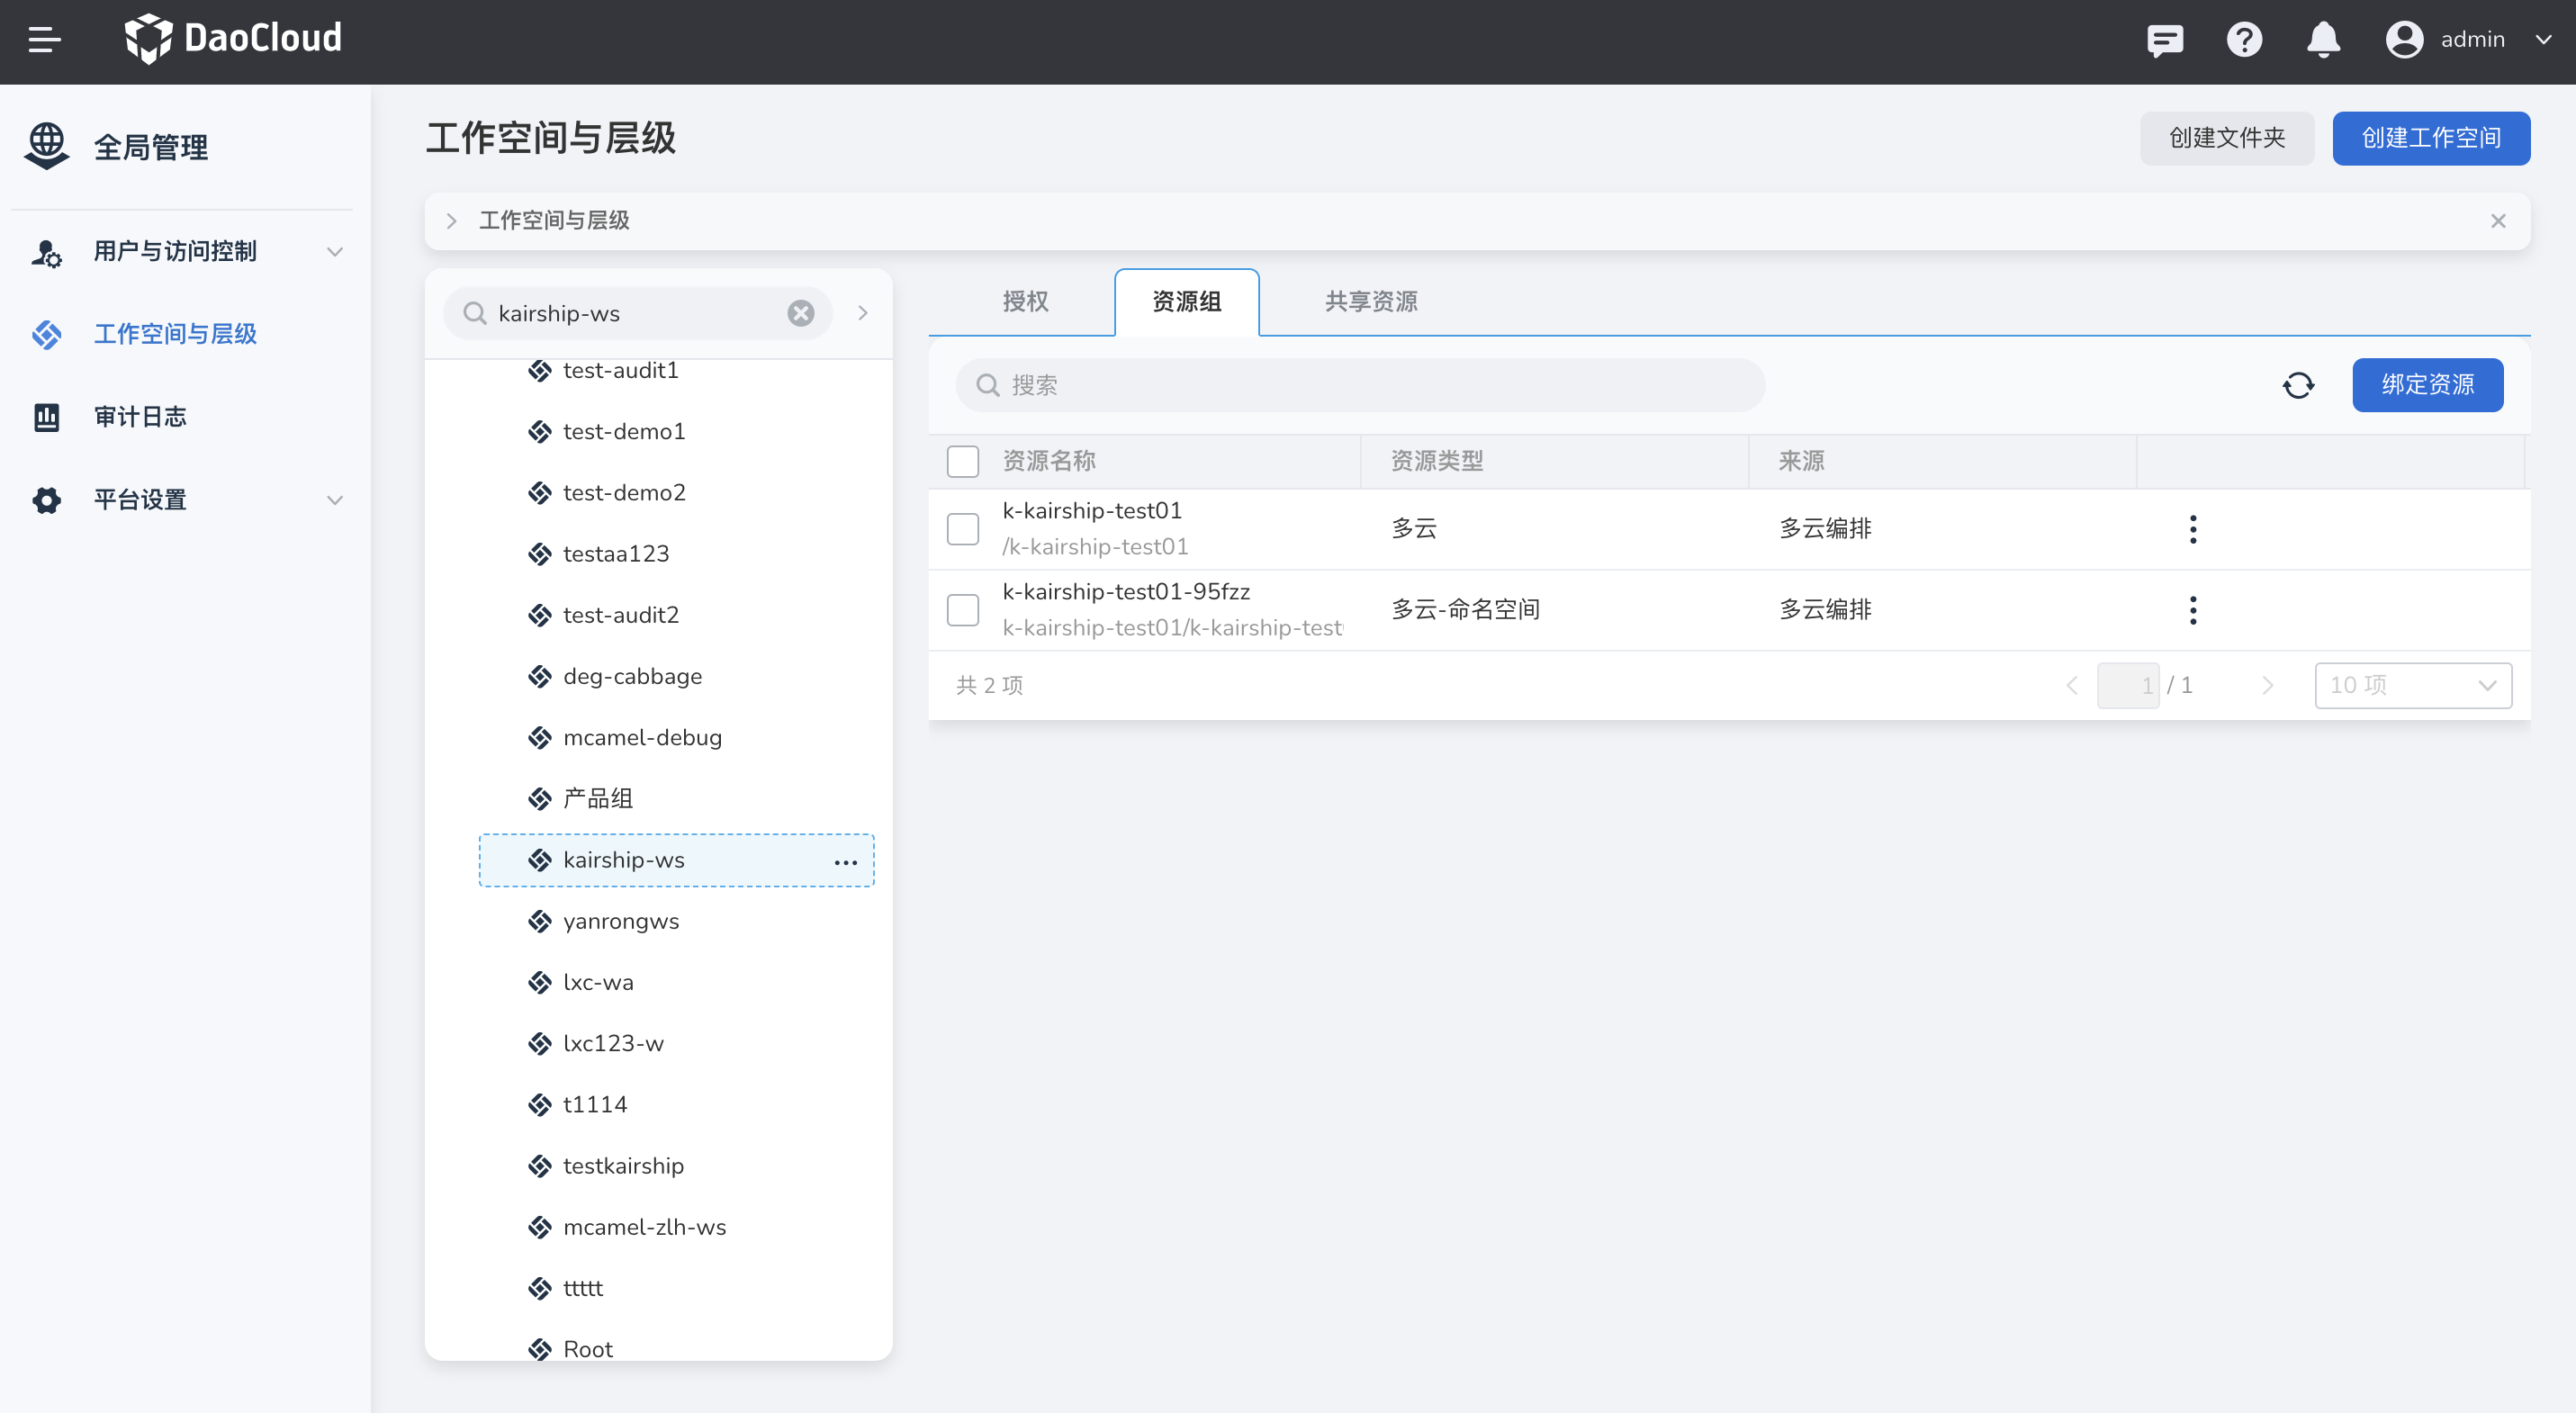 DaoCloud
admin
全局管理
用户与访问控制
工作空间与层级
审计日志
平台设置
工作空间与层级
创建文件夹
创建工作空间
工作空间与层级
kairship-ws
test-audit1
test-demo1
test-demo2
testaa123
test-audit2
deg-cabbage
mcamel-debug
产品组
kairship-ws
yanrongws
lxc-wa
lxc123-w
t1114
testkairship
mcamel-zlh-ws
ttttt
Root
授权
资源组
共享资源
搜索
绑定资源
资源名称 资源类型 来源
k-kairship-test01
/k-kairship-test01
多云 多云编排
k-kairship-test01-95fzz
k-kairship-test01/k-kairship-test
多云-命名空间 多云编排
共 2 项
1 / 1
10 项